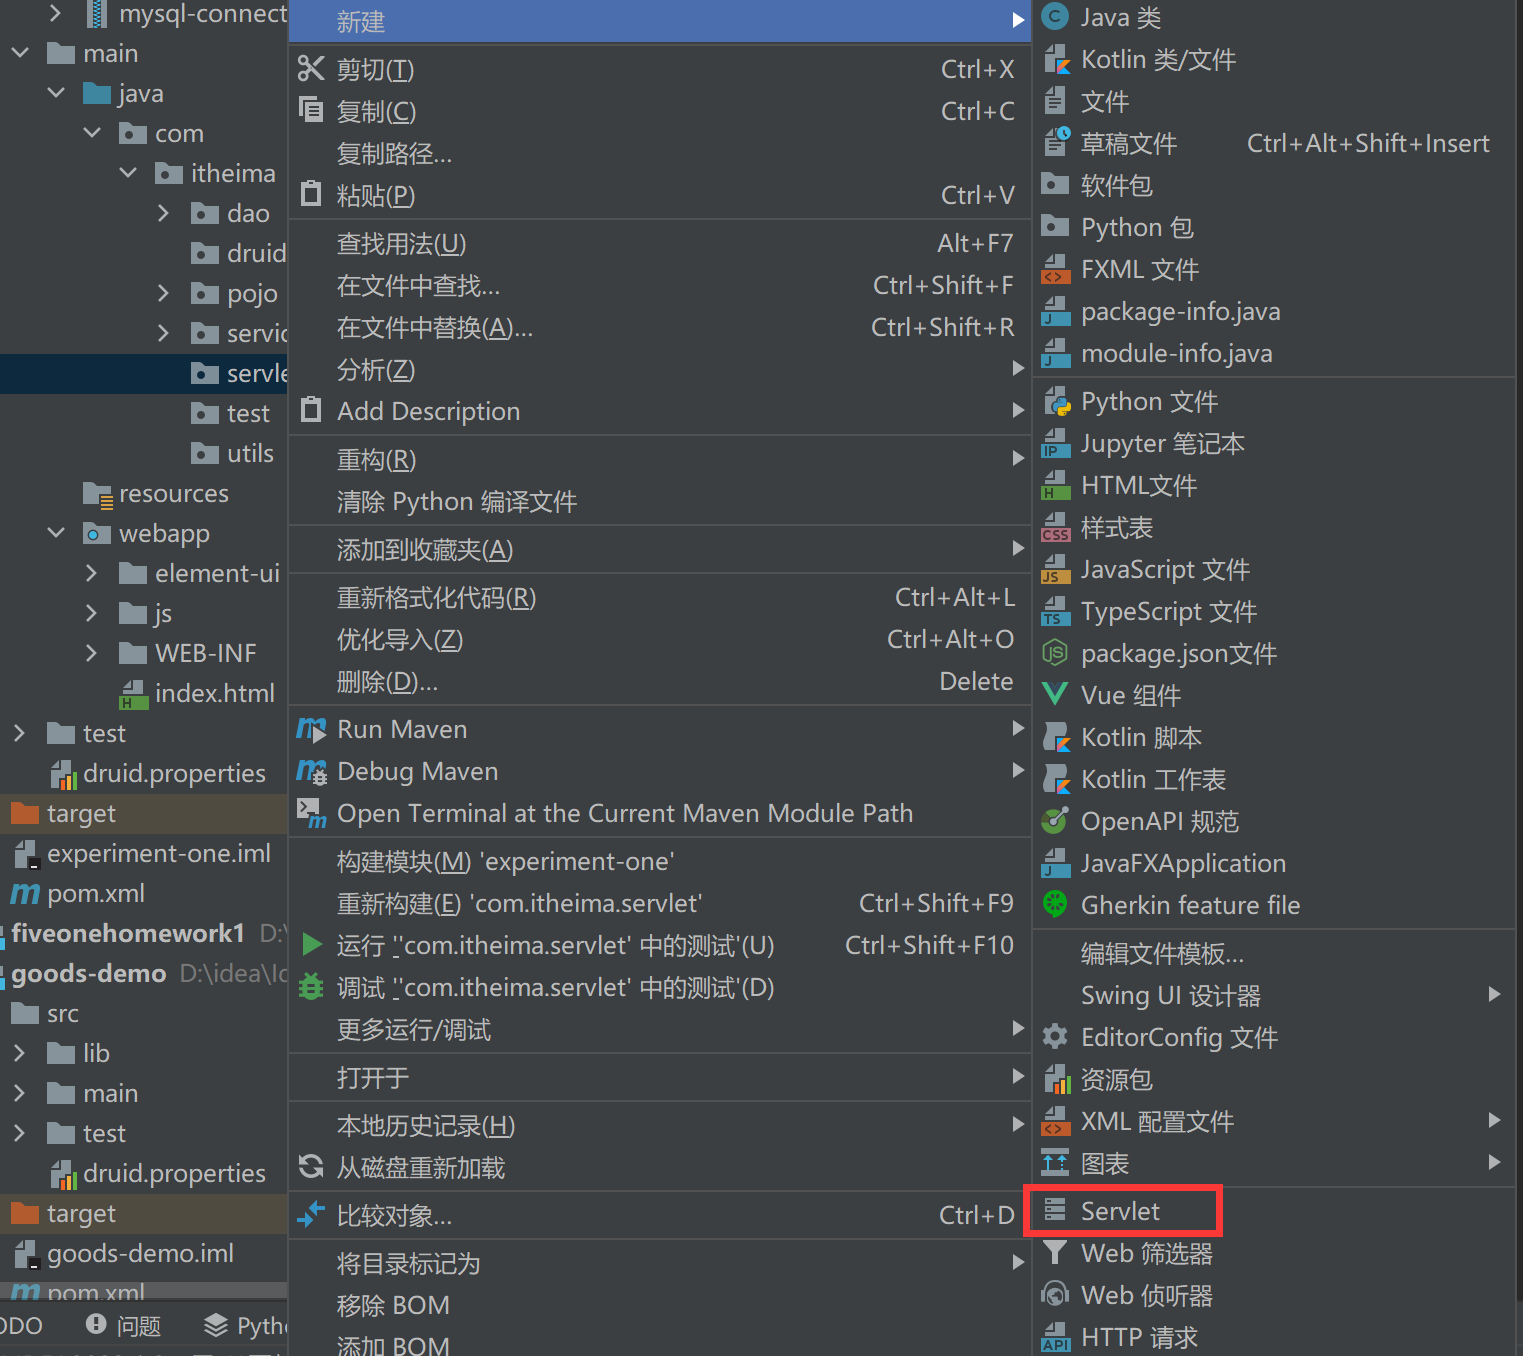 mysql-connect
main
java
com
itheima
dao
druid
pojo
servic
servle
test
utils
resources
webapp
element-ui
js
WEB-INF
index.html
test
druid.properties
target
experiment-one.iml
pom.xml
fiveonehomework1 D:\
goods-demo D:\idea\Id
src
lib
main
test
druid.properties
target
goods-demo.iml
pom.xml
ODO 问题 Pytho
新建
剪切(T) Ctrl+X
复制(C) Ctrl+C
复制路径...
粘贴(P) Ctrl+V
查找用法(U) Alt+F7
在文件中查找... Ctrl+Shift+F
在文件中替换(A)... Ctrl+Shift+R
分析(Z)
Add Description
重构(R)
清除 Python 编译文件
添加到收藏夹(A)
重新格式化代码(R) Ctrl+Alt+L
优化导入(Z) Ctrl+Alt+O
删除(D)... Delete
Run Maven
Debug Maven
Open Terminal at the Current Maven Module Path
构建模块(M) 'experiment-one'
重新构建(E) 'com.itheima.servlet' Ctrl+Shift+F9
运行 ''com.itheima.servlet' 中的测试'(U) Ctrl+Shift+F10
调试 ''com.itheima.servlet' 中的测试'(D)
更多运行/调试
打开于
本地历史记录(H)
从磁盘重新加载
比较对象... Ctrl+D
将目录标记为
移除 BOM
添加 BOM
Java 类
Kotlin 类/文件
文件
草稿文件 Ctrl+Alt+Shift+Insert
软件包
Python 包
FXML 文件
package-info.java
module-info.java
Python 文件
Jupyter 笔记本
HTML文件
样式表
JavaScript 文件
TypeScript 文件
package.json文件
Vue 组件
Kotlin 脚本
Kotlin 工作表
OpenAPI 规范
JavaFXApplication
Gherkin feature file
编辑文件模板...
Swing UI 设计器
EditorConfig 文件
资源包
XML 配置文件
图表
Servlet
Web 筛选器
Web 侦听器
HTTP 请求